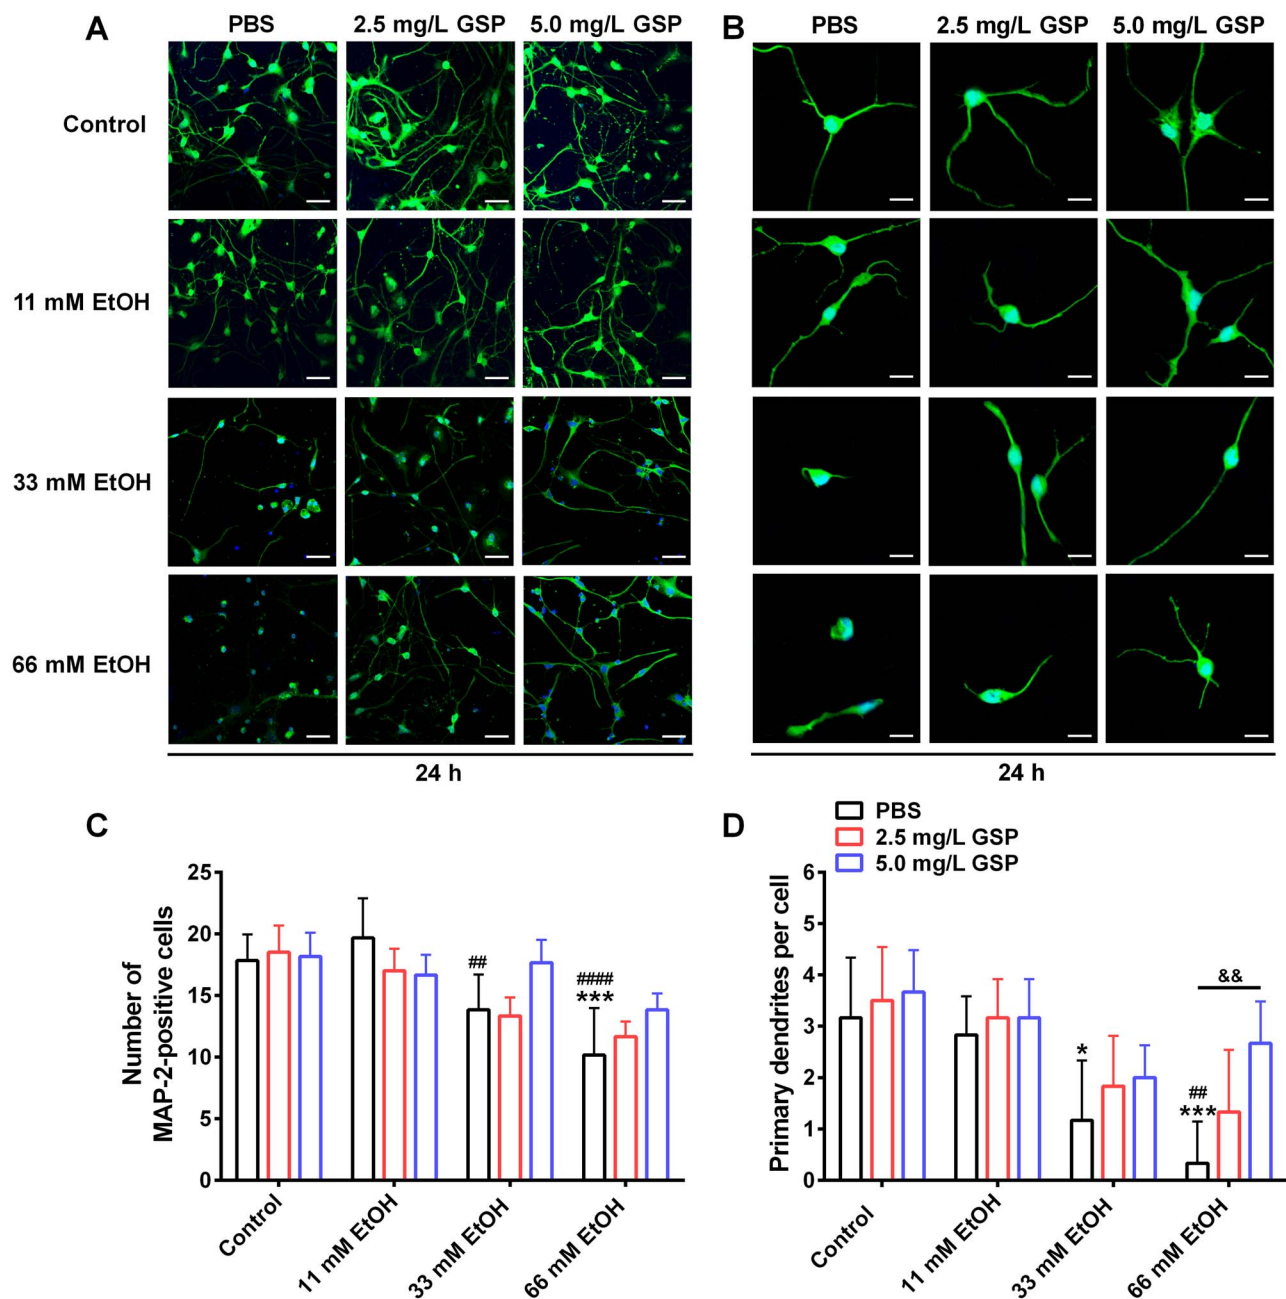 A
PBS 2.5 mg/L GSP 5.0 mg/L GSP
Control
11 mM EtOH
33 mM EtOH
66 mM EtOH
24 h
B
PBS 2.5 mg/L GSP 5.0 mg/L GSP
24 h
C
Number of
MAP-2-positive cells
25
20
15
10
5
0
##
####
***
Control
11 mM EtOH
33 mM EtOH
66 mM EtOH
D
PBS
2.5 mg/L GSP
5.0 mg/L GSP
Primary dendrites per cell
6
5
4
3
2
1
0
*
##
***
&&
Control
11 mM EtOH
33 mM EtOH
66 mM EtOH